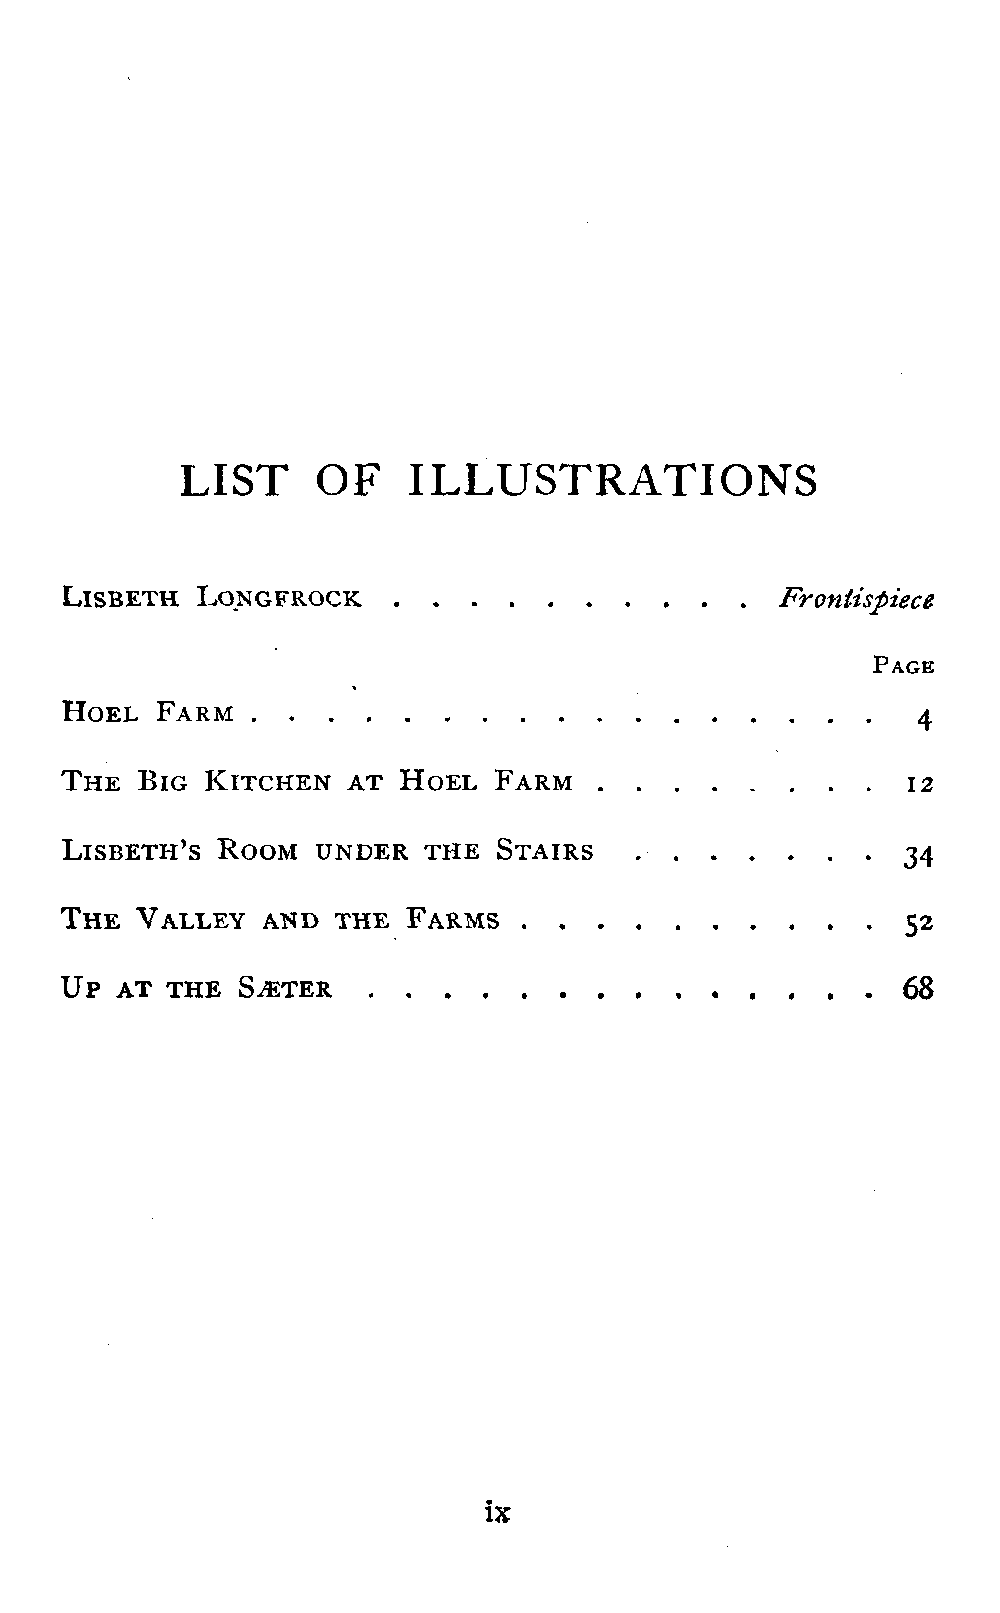 LIST OF ILLUSTRATIONS
LISBETH LONGFROCK . . . . . . . . . . Frontispiece
PAGE
HOEL FARM . . . . . . . . . . . . . . . . . 4
THE BIG KITCHEN AT HOEL FARM . . . . . . . . 12
LISBETH'S ROOM UNDER THE STAIRS . . . . . . . 34
THE VALLEY AND THE FARMS . . . . . . . . . . 52
UP AT THE SÆTER . . . . . . . . . . . . . . 68
ix